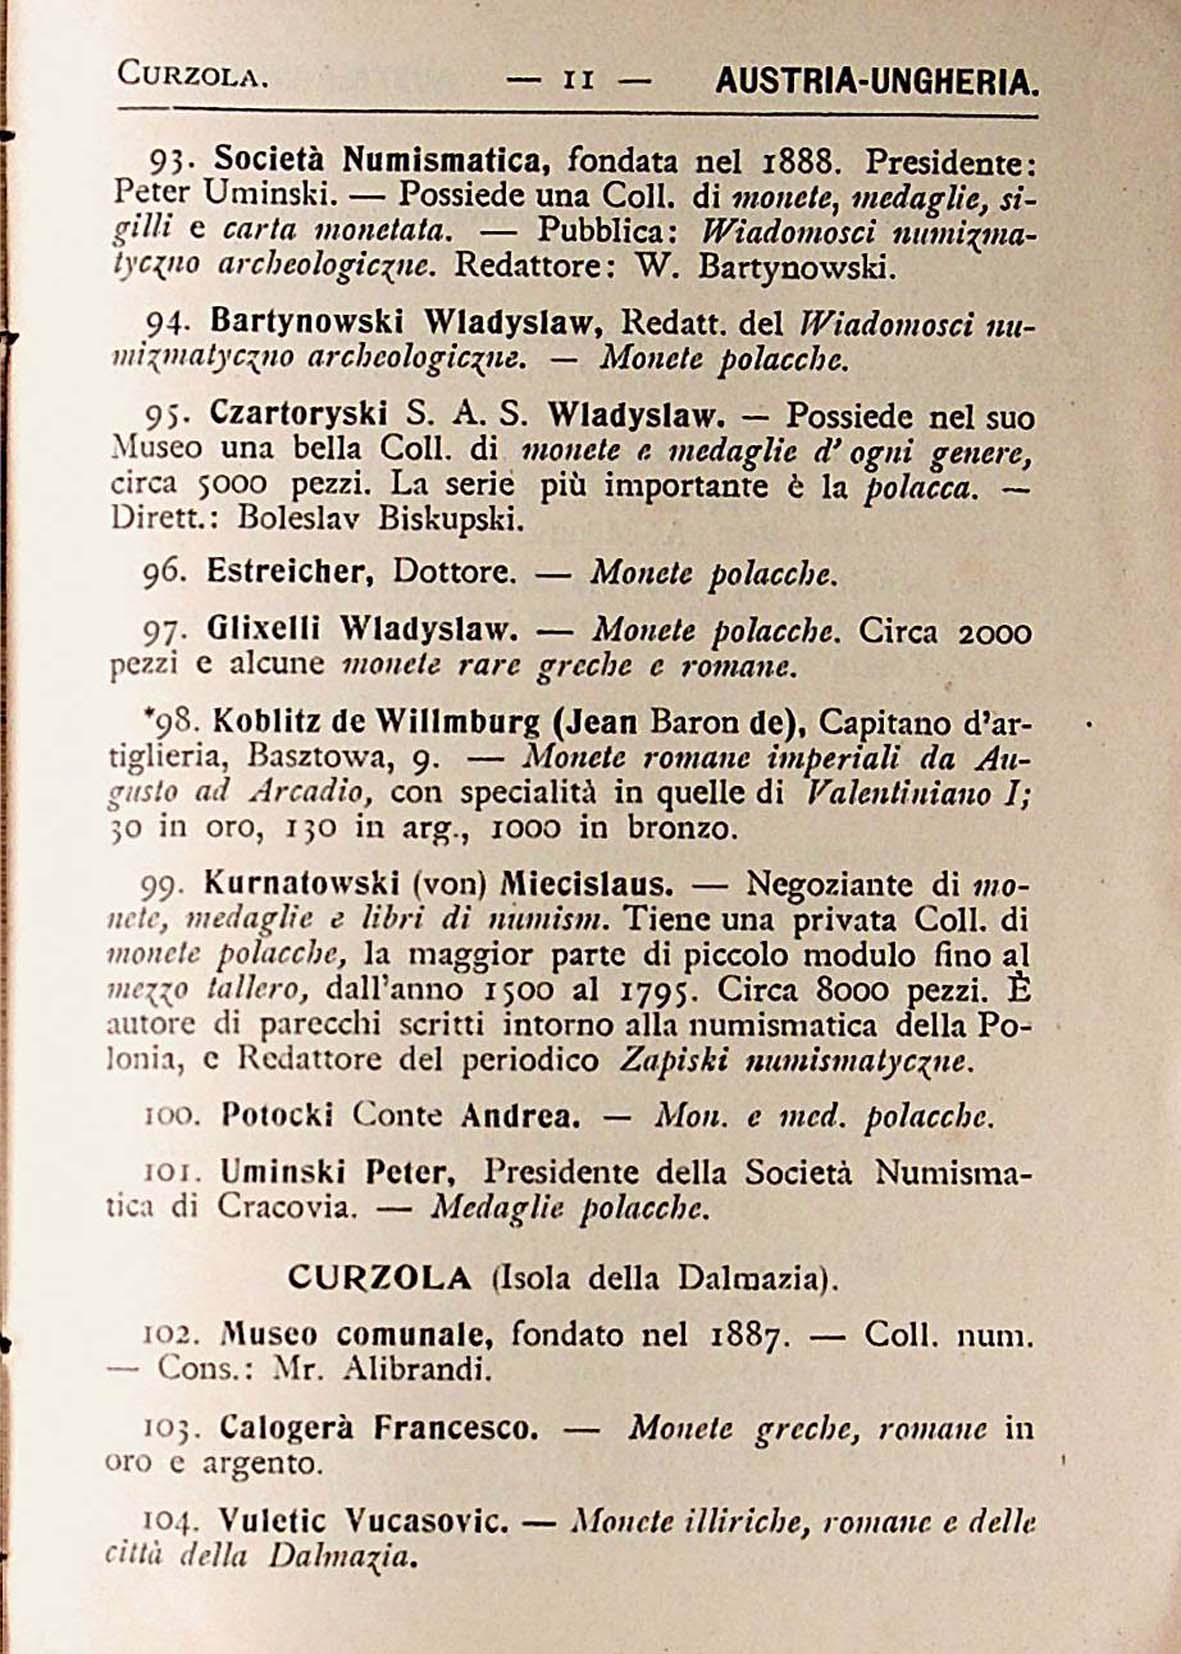 CURZOLA. — 11 — AUSTRIA-UNGHERIA.
93. Società Numismatica, fondata nel 1888. Presidente:
Peter Uminski. — Possiede una Coll. di monete, medaglie, si-
gilli e carta monetata. — Pubblica: Wiadomosci numizma-
tyczno archeologiczne. Redattore: W. Bartynowski.
94. Bartynowski Wladyslaw, Redatt. del Wiadomosci nu-
mizmatyczno archeologiczne. — Monete polacche.
95. Czartoryski S. A. S. Wladyslaw. — Possiede nel suo
Museo una bella Coll. di monete e medaglie d' ogni genere,
circa 5000 pezzi. La serie più importante è la polacca. —
Dirett.: Boleslav Biskupski.
96. Estreicher, Dottore. — Monete polacche.
97. Glixelli Wladyslaw. — Monete polacche. Circa 2000
pezzi e alcune monete rare greche e romane.
*98. Koblitz de Willmburg (Jean Baron de), Capitano d'ar-
tiglieria, Basztowa, 9. — Monete romane imperiali da Au-
gusto ad Arcadio, con specialità in quelle di Valentiniano I;
30 in oro, 130 in arg., 1000 in bronzo.
99. Kurnatowski (von) Miecislaus. — Negoziante di mo-
nete, medaglie e libri di numism. Tiene una privata Coll. di
monete polacche, la maggior parte di piccolo modulo fino al
mezzo tallero, dall'anno 1500 al 1795. Circa 8000 pezzi. È
autore di parecchi scritti intorno alla numismatica della Po-
lonia, e Redattore del periodico Zapiski numismatyczne.
100. Potocki Conte Andrea. — Mon. e med. polacche.
101. Uminski Peter, Presidente della Società Numisma-
tica di Cracovia. — Medaglie polacche.
CURZOLA (Isola della Dalmazia).
102. Museo comunale, fondato nel 1887. — Coll. num.
— Cons.: Mr. Alibrandi.
103. Calogerà Francesco. — Monete greche, romane in
oro e argento.
104. Vuletic Vucasovic. — Monete illiriche, romane e delle
città della Dalmazia.